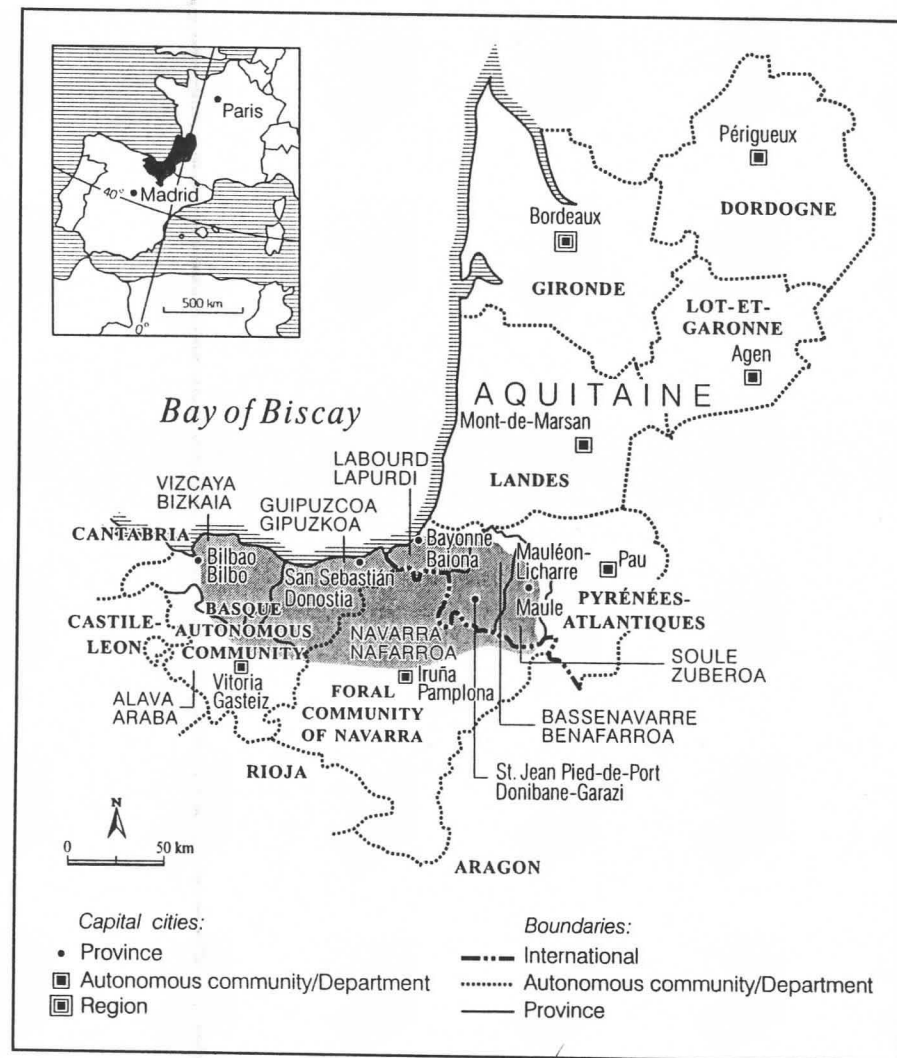 Paris
Madrid
40°
500 km
0°
Périgueux
DORDOGNE
Bordeaux
GIRONDE
LOT-ET-
GARONNE
Agen
AQUITAINE
Bay of Biscay
Mont-de-Marsan
LANDES
LABOURD
LAPURDI
VIZCAYA
BIZKAIA
GUIPUZCOA
GIPUZKOA
CANTABRIA
Bilbao
Bilbo
San Sebastián
Donostia
Bayonne
Baiona
Mauléon-
Licharre
Maule
Pau
PYRÉNÉES-
ATLANTIQUES
CASTILE-
LEON
BASQUE
AUTONOMOUS
COMMUNITY
NAVARRA
NAFARROA
SOULE
ZUBEROA
Vitoria
Gasteiz
Iruña
Pamplona
ALAVA
ARABA
FORAL
COMMUNITY
OF NAVARRA
BASSENAVARRE
BENAFARROA
RIOJA
St. Jean Pied-de-Port
Donibane-Garazi
ARAGON
N
0 50 km
Capital cities:
Province
Autonomous community/Department
Region
Boundaries:
International
Autonomous community/Department
Province